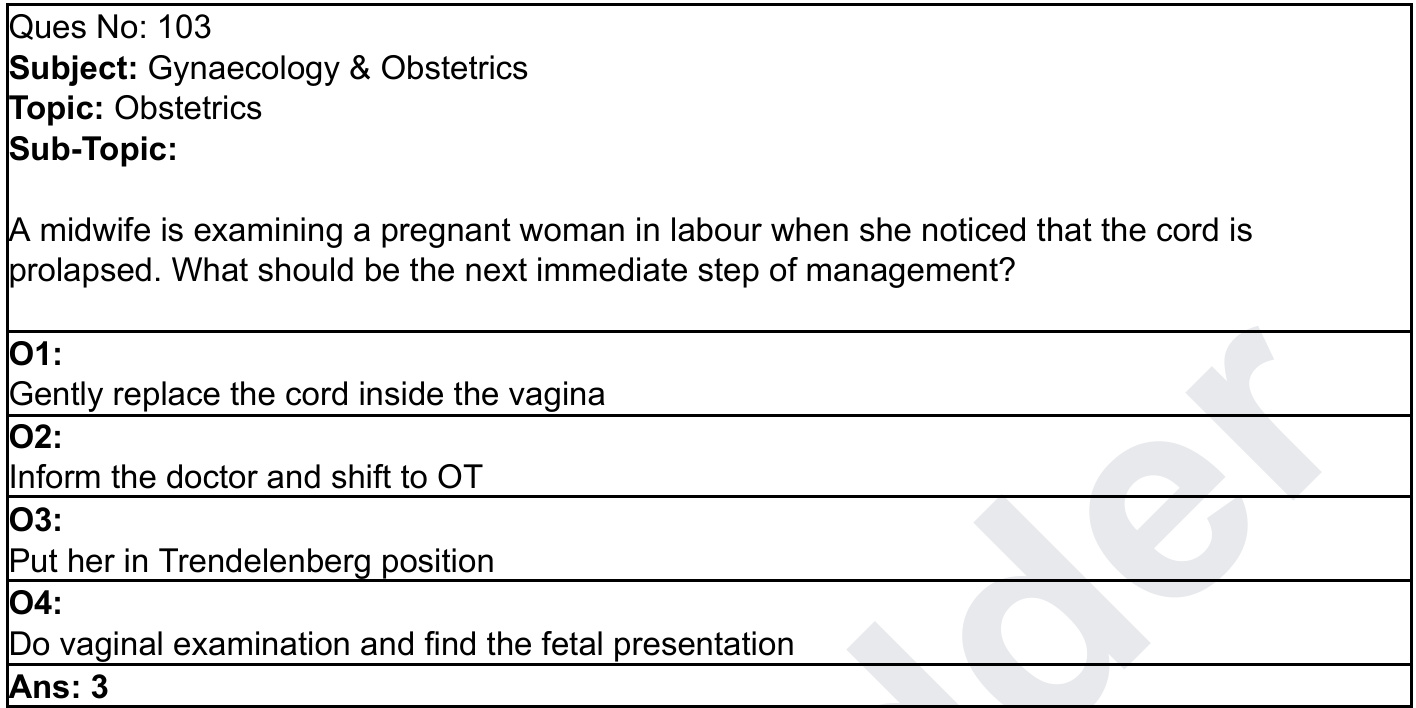 Ques No: 103
Subject: Gynaecology & Obstetrics
Topic: Obstetrics
Sub-Topic:
A midwife is examining a pregnant woman in labour when she noticed that the cord is
prolapsed. What should be the next immediate step of management?
O1:
Gently replace the cord inside the vagina
O2:
Inform the doctor and shift to OT
O3:
Put her in Trendelenberg position
O4:
Do vaginal examination and find the fetal presentation
Ans: 3